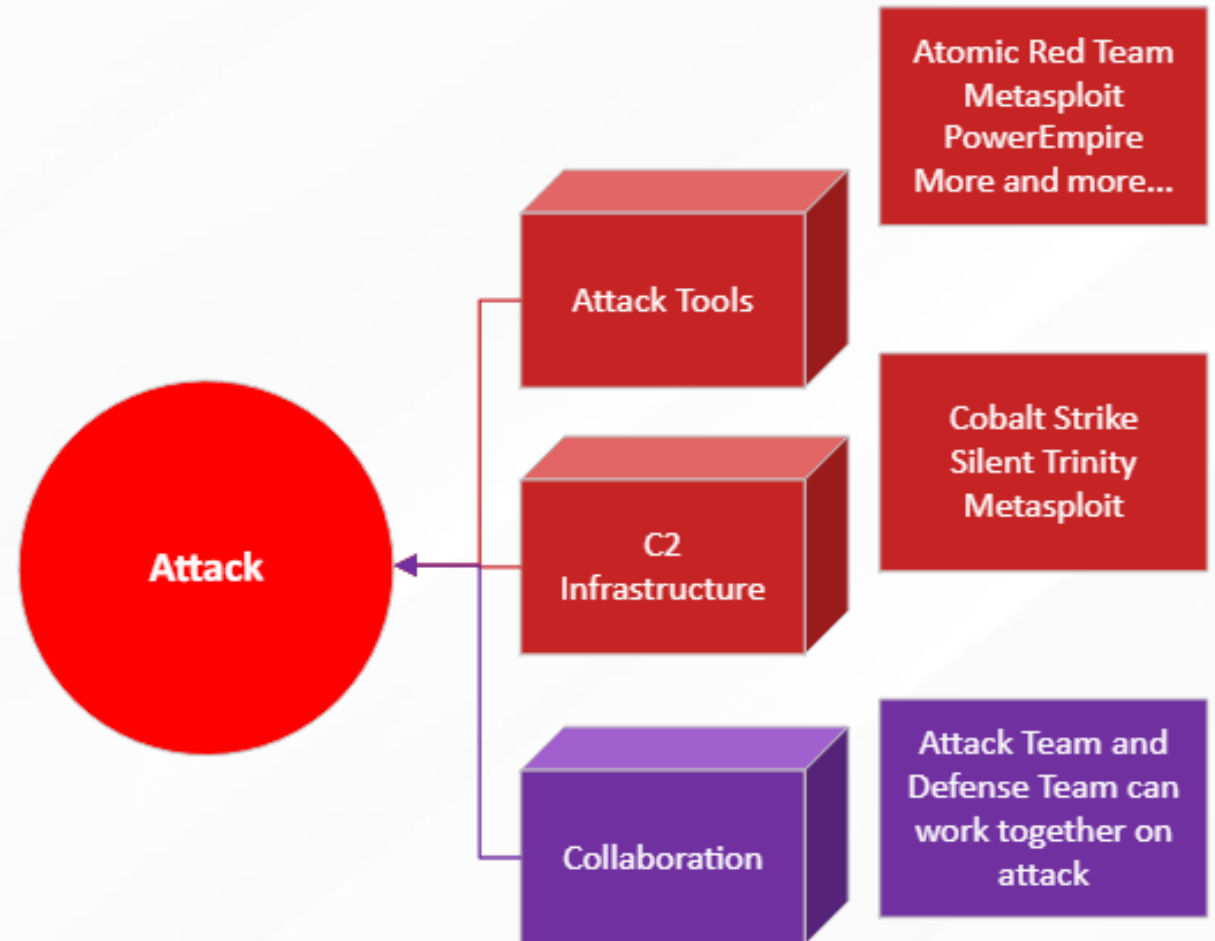 Atomic Red Team
Metasploit
PowerEmpire
More and more...
Attack Tools
Cobalt Strike
Silent Trinity
Metasploit
C2
Infrastructure
Attack
Attack Team and
Defense Team can
work together on
attack
Collaboration